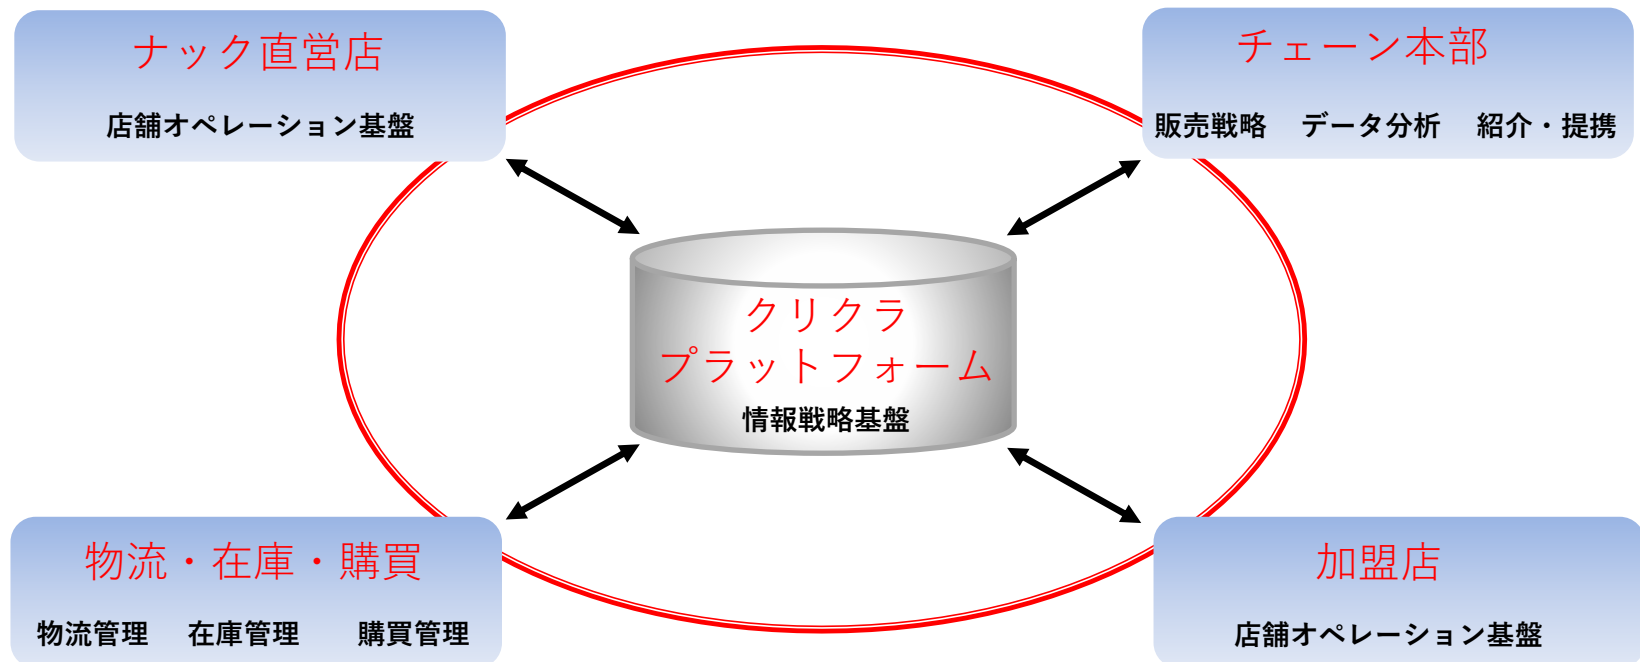 ナック直営店
店舗オペレーション基盤
チェーン本部
販売戦略 データ分析 紹介・提携
クリクラ
プラットフォーム
情報戦略基盤
物流・在庫・購買
物流管理 在庫管理 購買管理
加盟店
店舗オペレーション基盤